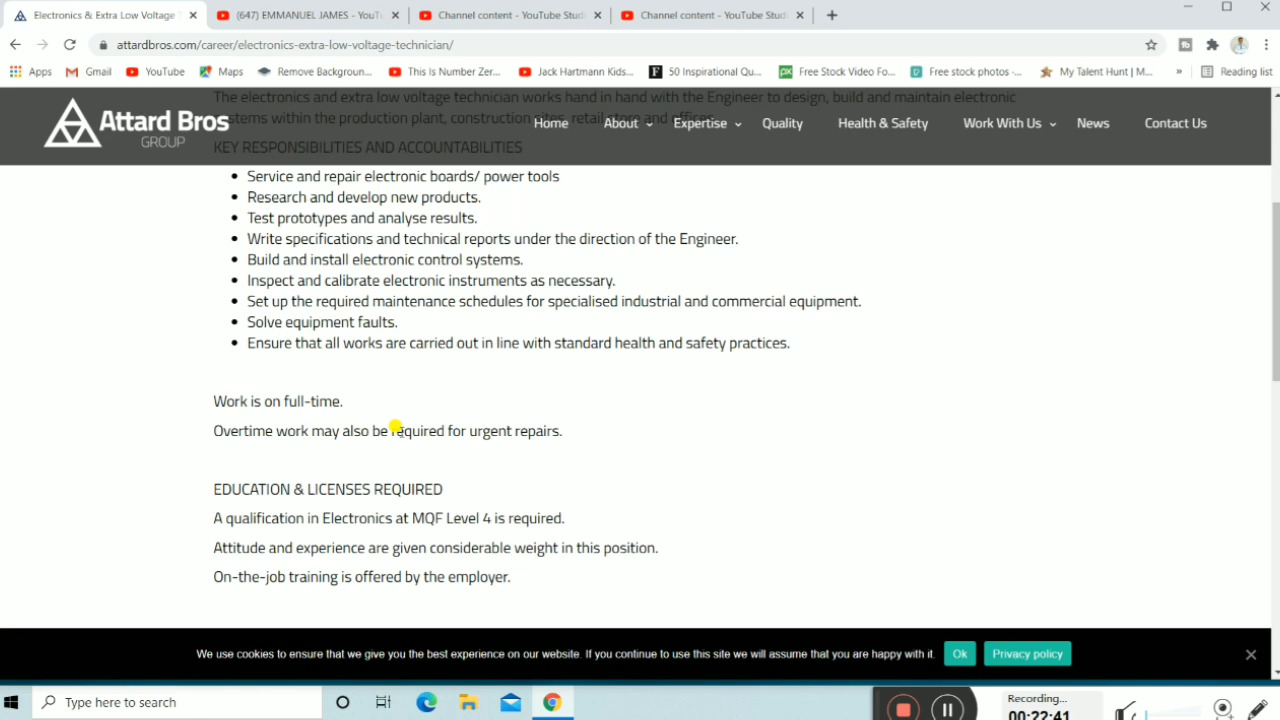 Electronics & Extra Low Voltage
(647) EMMANUEL JAMES - YouT
Channel content - YouTube Studi
Channel content - YouTube Studi
attardbros.com/career/electronics-extra-low-voltage-technician/
Apps
Gmail
YouTube
Maps
Remove Backgroun...
This Is Number Zer...
Jack Hartmann Kids...
50 Inspirational Qu...
Free Stock Video Fo...
Free stock photos -...
My Talent Hunt | M...
»
Reading list
The electronics and extra low voltage technician works hand in hand with the Engineer to design, build and maintain electronic
systems within the production plant, construction sites, retail store and offices.
Attard Bros
GROUP
Home
About
Expertise
Quality
Health & Safety
Work With Us
News
Contact Us
KEY RESPONSIBILITIES AND ACCOUNTABILITIES
• Service and repair electronic boards/ power tools
• Research and develop new products.
• Test prototypes and analyse results.
• Write specifications and technical reports under the direction of the Engineer.
• Build and install electronic control systems.
• Inspect and calibrate electronic instruments as necessary.
• Set up the required maintenance schedules for specialised industrial and commercial equipment.
• Solve equipment faults.
• Ensure that all works are carried out in line with standard health and safety practices.
Work is on full-time.
Overtime work may also be required for urgent repairs.
EDUCATION & LICENSES REQUIRED
A qualification in Electronics at MQF Level 4 is required.
Attitude and experience are given considerable weight in this position.
On-the-job training is offered by the employer.
We use cookies to ensure that we give you the best experience on our website. If you continue to use this site we will assume that you are happy with it.
Ok
Privacy policy
Type here to search
Recording...
00:22:41